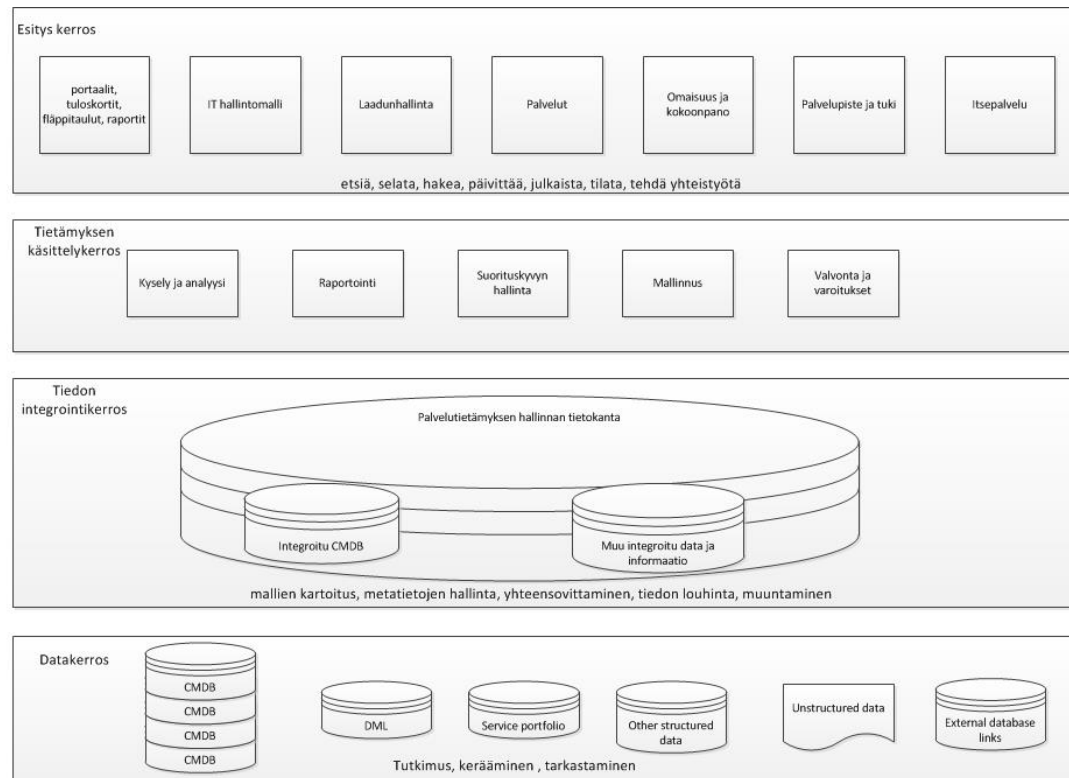 Esitys kerros
portaalit,
tuloskortit,
fläppitaulut, raportit
IT hallintomalli
Laadunhallinta
Palvelut
Omaisuus ja
kokoonpano
Palvelupiste ja tuki
Itsepalvelu
etsiä, selata, hakea, päivittää, julkaista, tilata, tehdä yhteistyötä
Tietämyksen
käsittelykerros
Kysely ja analyysi
Raportointi
Suorituskyvyn
hallinta
Mallinnus
Valvonta ja
varoitukset
Tiedon
integrointikerros
Palvelutietämyksen hallinnan tietokanta
Integroitu CMDB
Muu integroitu data ja
informaatio
mallien kartoitus, metatietojen hallinta, yhteensovittaminen, tiedon louhinta, muuntaminen
Datakerros
CMDB
CMDB
CMDB
CMDB
DML
Service portfolio
Other structured
data
Unstructured data
External database
links
Tutkimus, kerääminen , tarkastaminen